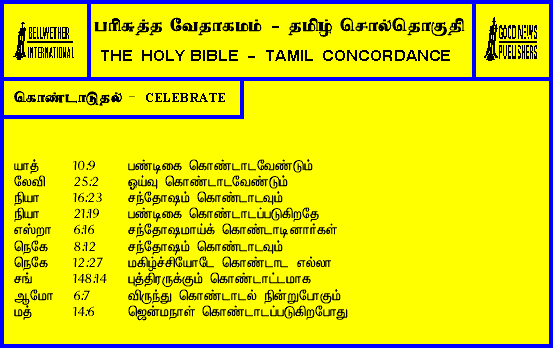 BELLWETHER
INTERNATIONAL
பரிசுத்த வேதாகமம் - தமிழ் சொல்தொகுதி
THE HOLY BIBLE - TAMIL CONCORDANCE
GOOD NEWS
PUBLISHERS
கொண்டாடுதல் - CELEBRATE
யாத் 10:9 பண்டிகை கொண்டாடவேண்டும்
லேவி 25:2 ஓய்வு கொண்டாடவேண்டும்
நியா 16:23 சந்தோஷம் கொண்டாடவும்
நியா 21:19 பண்டிகை கொண்டாடப்படுகிறதே
எஸ்றா 6:16 சந்தோஷமாய்க் கொண்டாடினார்கள்
நெகே 8:12 சந்தோஷம் கொண்டாடவும்
நெகே 12:27 மகிழ்ச்சியோடே கொண்டாட எல்லா
சங் 148:14 புத்திரருக்கும் கொண்டாட்டமாக
ஆமோ 6:7 விருந்து கொண்டாடல் நின்றுபோகும்
மத் 14:6 ஜென்மநாள் கொண்டாடப்படுகிறபோது